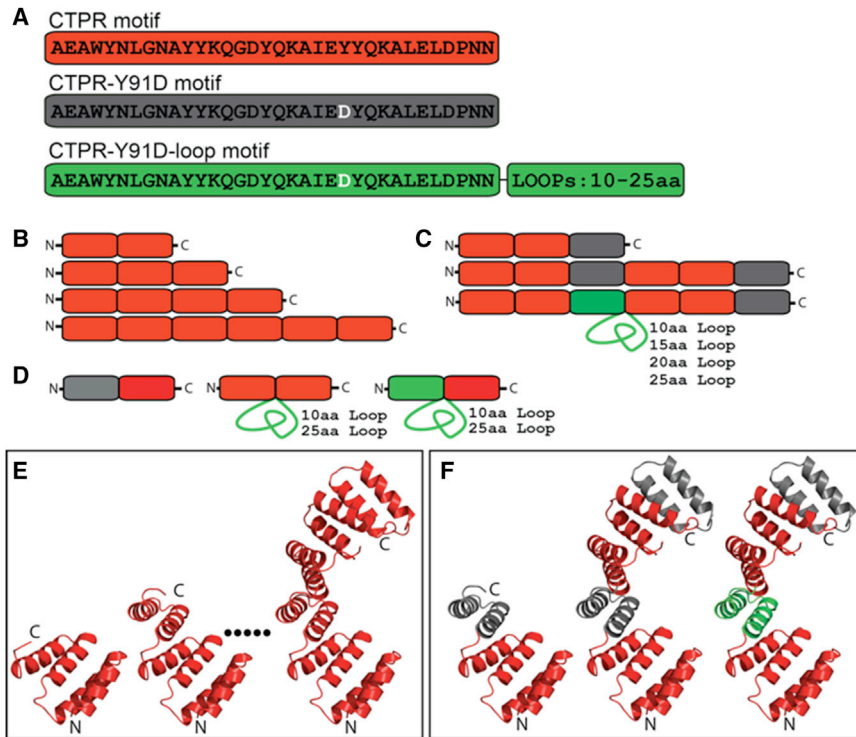 A
CTPR motif
AEAWYNLGNAYYKQGDYQKAIEYYQKALELDPNN
CTPR-Y91D motif
AEAWYNLGNAYYKQGDYQKAIEDYQKALELDPNN
CTPR-Y91D-loop motif
AEAWYNLGNAYYKQGDYQKAIEDYQKALELDPNN LOOPs:10-25aa
B
N C
N C
N C
N C
C
N C
N C
N C
10aa Loop
15aa Loop
20aa Loop
25aa Loop
D
N C
N C
10aa Loop
25aa Loop
N C
10aa Loop
25aa Loop
E
C
N
C
N
C
N
F
C
N
C
N
C
N